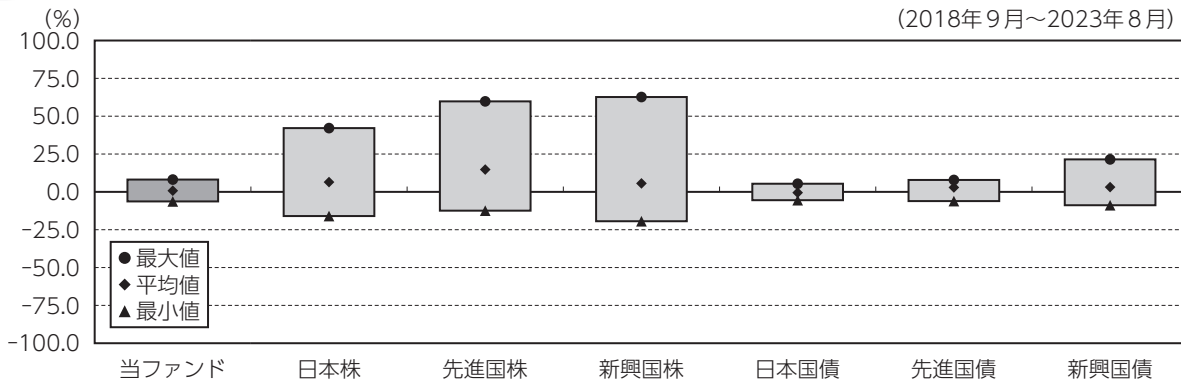 (%)
(2018年9月～2023年8月)
100.0
75.0
50.0
25.0
0.0
-25.0
-50.0
-75.0
-100.0
●最大値
◆平均値
▲最小値
当ファンド 日本株 先進国株 新興国株 日本国債 先進国債 新興国債